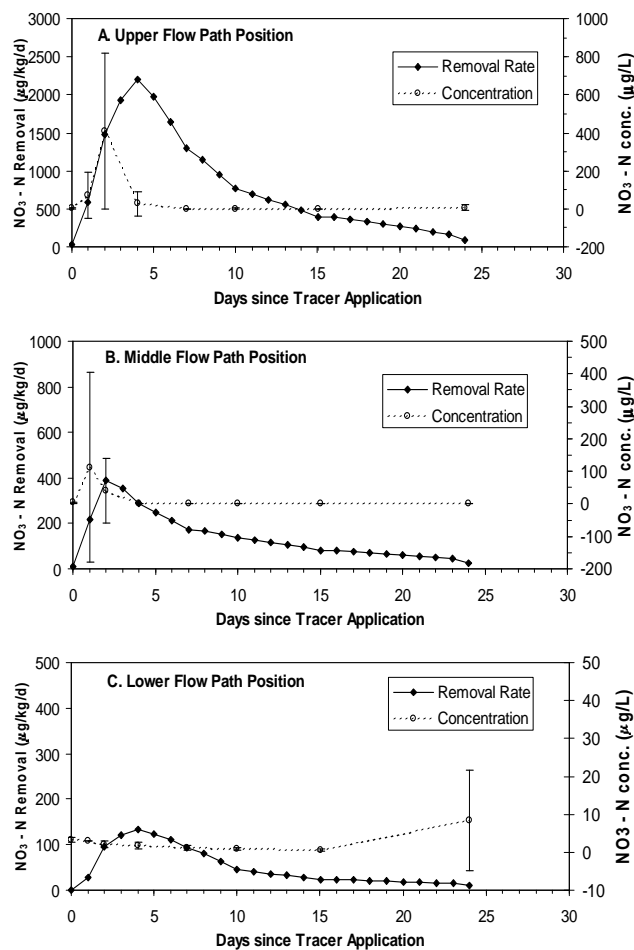 A. Upper Flow Path Position
NO3 - N Removal (μg/kg/d)
3000
2500
2000
1500
1000
500
0
Removal Rate
Concentration
1000
800
600
400
200
0
-200
NO3 - N conc. (μg/L)
0 5 10 15 20 25 30
Days since Tracer Application
B. Middle Flow Path Position
NO3 - N Removal (μg/kg/d)
1000
800
600
400
200
0
Removal Rate
Concentration
500
400
300
200
100
0
-100
-200
NO3 - N conc. (μg/L)
0 5 10 15 20 25 30
Days since Tracer Application
C. Lower Flow Path Position
NO3 - N Removal (μg/kg/d)
500
400
300
200
100
0
Removal Rate
Concentration
50
40
30
20
10
0
-10
NO3 - N conc. (μg/L)
0 5 10 15 20 25 30
Days since Tracer Application